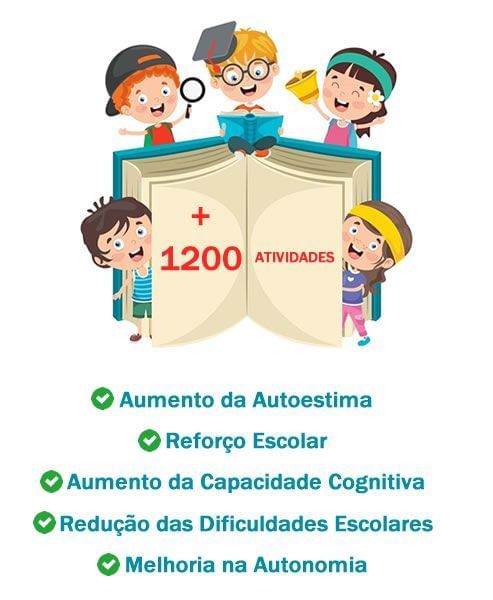 +
1200 ATIVIDADES
Aumento da Autoestima
Reforço Escolar
Aumento da Capacidade Cognitiva
Redução das Dificuldades Escolares
Melhoria na Autonomia